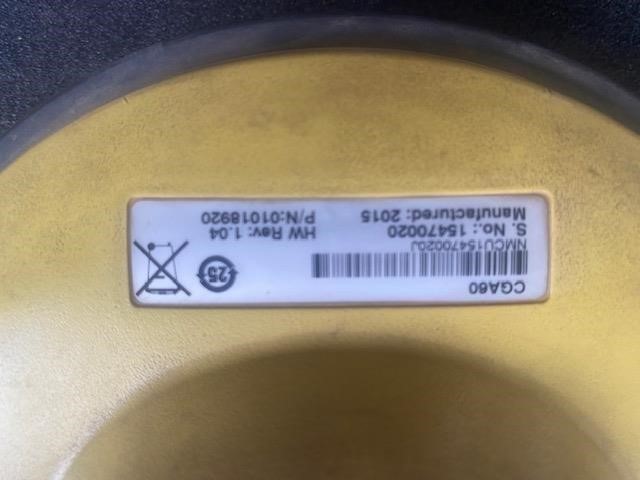 CGA60
NMCU15470020J
S. No.: 15470020 HW Rev: 1.04
Manufactured: 2015 P/N:01018920
25